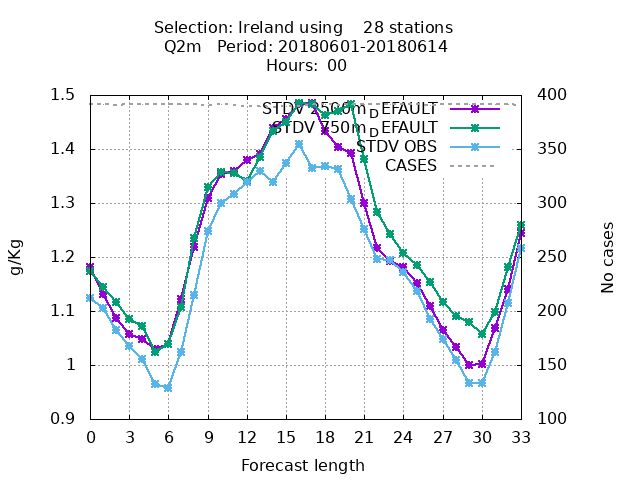 Selection: Ireland using 28 stations
Q2m Period: 20180601-20180614
Hours: 00
1.5
1.4
1.3
1.2
1.1
1
0.9
g/Kg
STDV 2500m_DEFAULT
STDV 750m_DEFAULT
STDV OBS
CASES
400
350
300
250
200
150
100
No cases
0 3 6 9 12 15 18 21 24 27 30 33
Forecast length